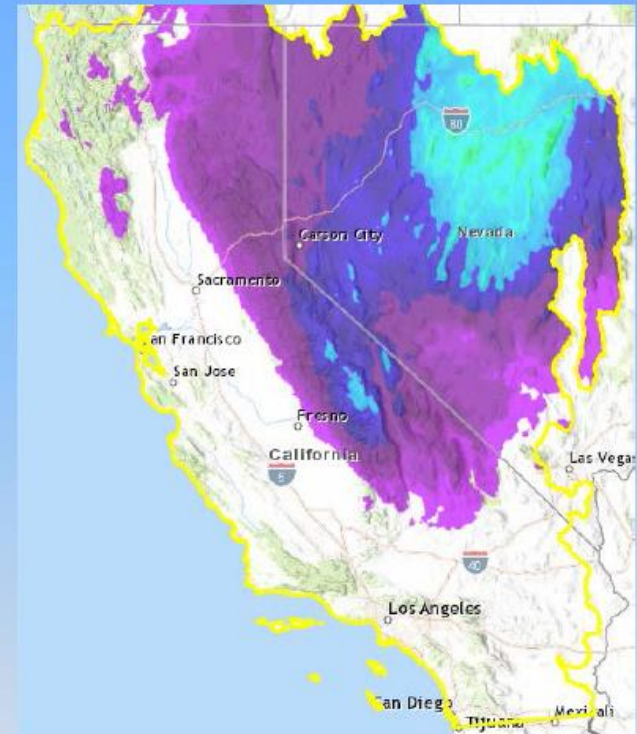 80
Carson City
Nevada
Sacramento
an Francisco
San Jose
Fresno
California
5
Las Vegas
40
Los Angeles
San Diego
Tijuana
Mexicali